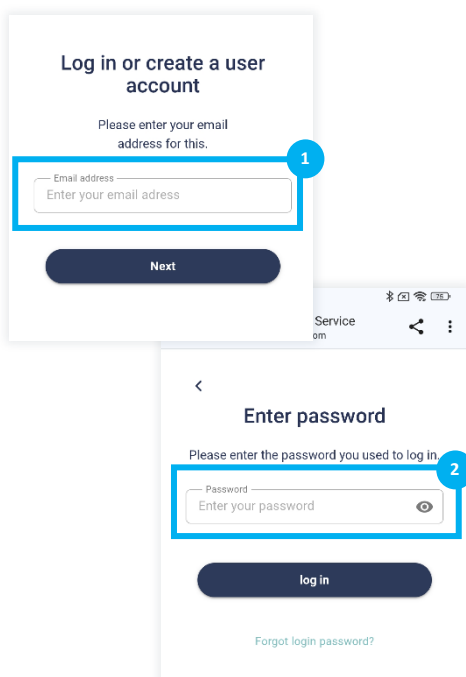 Log in or create a user
account
Please enter your email
address for this.
1
Email address
Enter your email adress
Next
75
Service
om
Enter password
Please enter the password you used to log in.
2
Password
Enter your password
log in
Forgot login password?